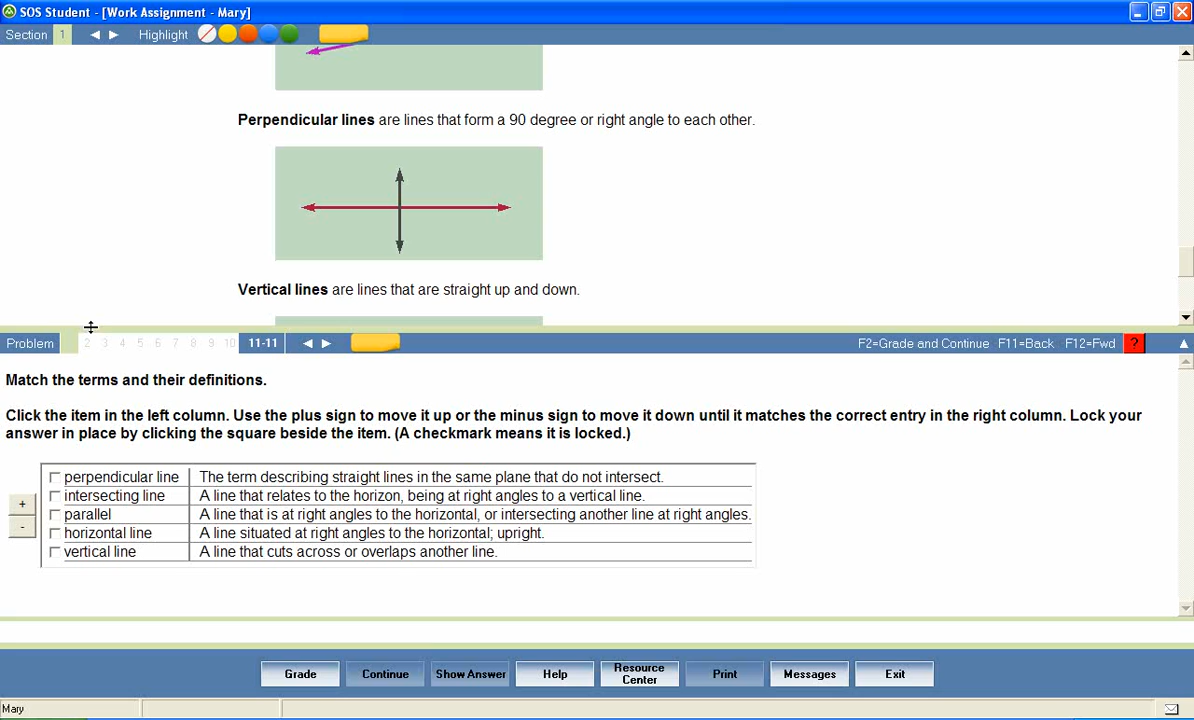 SOS Student - [Work Assignment - Mary]
Section 1 Highlight
Perpendicular lines are lines that form a 90 degree or right angle to each other.
Vertical lines are lines that are straight up and down.
Problem 2 3 4 5 6 7 8 9 10 11-11 F2=Grade and Continue F11=Back F12=Fwd ?
Match the terms and their definitions.
Click the item in the left column. Use the plus sign to move it up or the minus sign to move it down until it matches the correct entry in the right column. Lock your
answer in place by clicking the square beside the item. (A checkmark means it is locked.)
perpendicular line The term describing straight lines in the same plane that do not intersect.
+ intersecting line A line that relates to the horizon, being at right angles to a vertical line.
parallel A line that is at right angles to the horizontal, or intersecting another line at right angles.
- horizontal line A line situated at right angles to the horizontal; upright.
vertical line A line that cuts across or overlaps another line.
Grade Continue Show Answer Help Resource Center Print Messages Exit
Mary